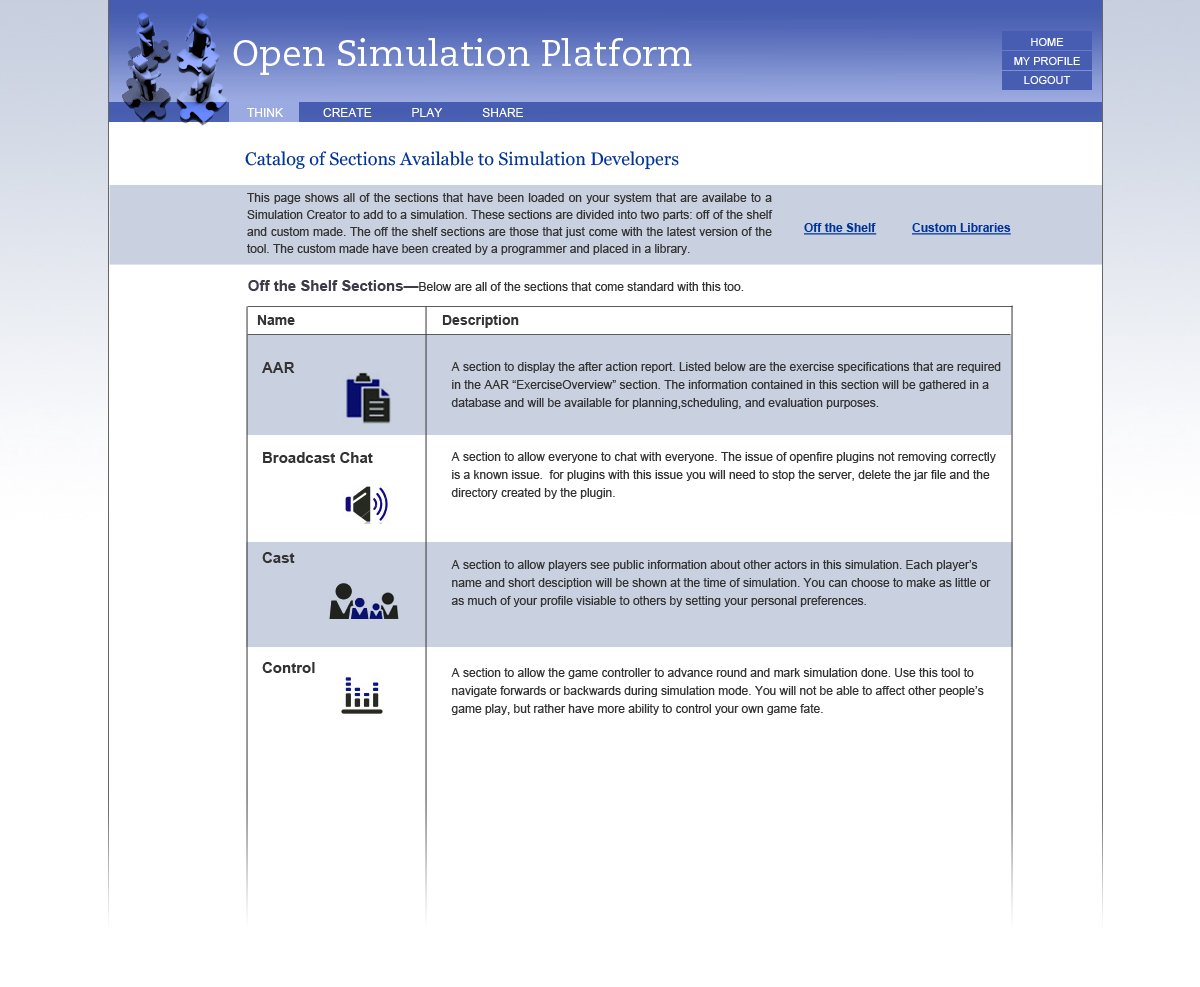 Open Simulation Platform
HOME
MY PROFILE
LOGOUT
THINK CREATE PLAY SHARE
Catalog of Sections Available to Simulation Developers
This page shows all of the sections that have been loaded on your system that are availabe to a
Simulation Creator to add to a simulation. These sections are divided into two parts: off of the shelf
and custom made. The off the shelf sections are those that just come with the latest version of the
tool. The custom made have been created by a programmer and placed in a library.
Off the Shelf Custom Libraries
Off the Shelf Sections—Below are all of the sections that come standard with this too.
Name Description
AAR
A section to display the after action report. Listed below are the exercise specifications that are required
in the AAR “ExerciseOverview” section. The information contained in this section will be gathered in a
database and will be available for planning,scheduling, and evaluation purposes.
Broadcast Chat
A section to allow everyone to chat with everyone. The issue of openfire plugins not removing correctly
is a known issue.  for plugins with this issue you will need to stop the server, delete the jar file and the
directory created by the plugin.
Cast
A section to allow players see public information about other actors in this simulation. Each player’s
name and short desciption will be shown at the time of simulation. You can choose to make as little or
as much of your profile visiable to others by setting your personal preferences.
Control
A section to allow the game controller to advance round and mark simulation done. Use this tool to
navigate forwards or backwards during simulation mode. You will not be able to affect other people’s
game play, but rather have more ability to control your own game fate.